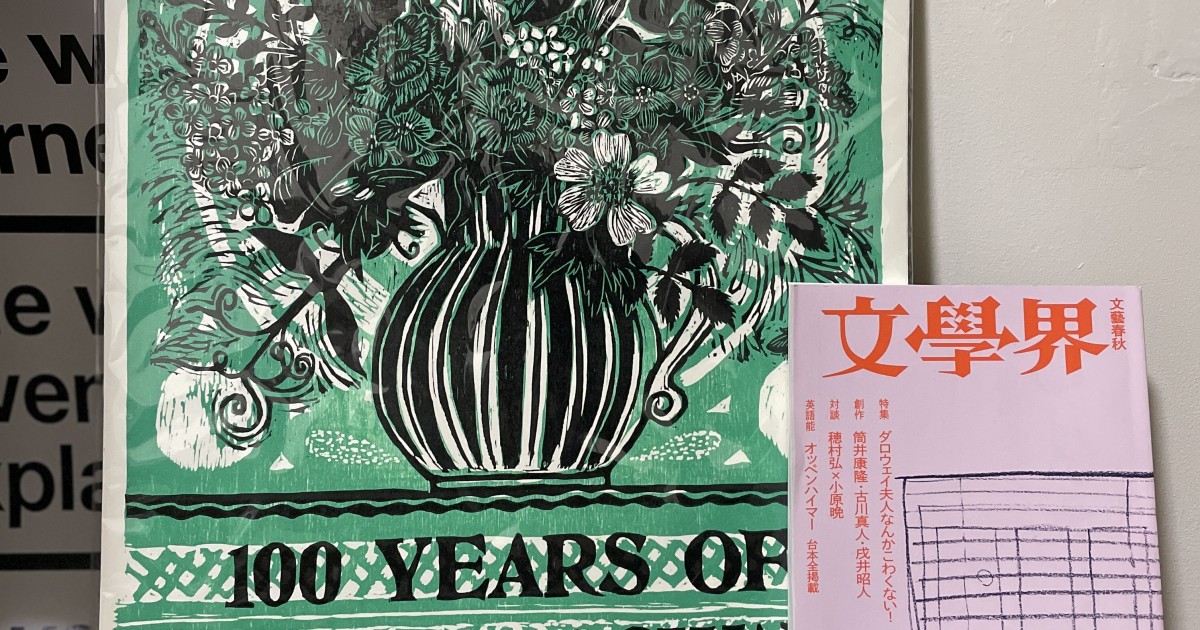 100 YEARS OF
文學界
文藝春秋
特集 ダロウェイ夫人なんかこわくない!
創作 筒井康隆・古川真人・戌井昭人
対談 穂村弘×小原晩
英語能 オッペンハイマー 台本全掲載